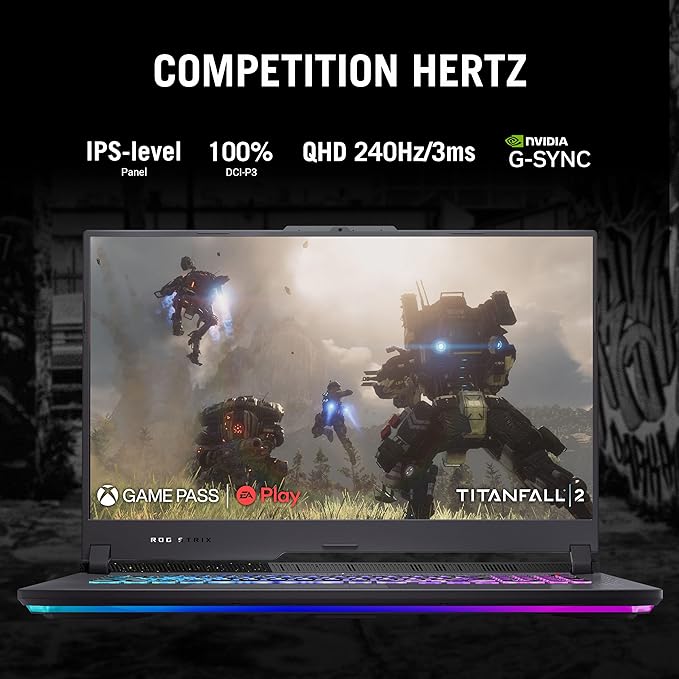 COMPETITION HERTZ
IPS-level
Panel
100%
DCI-P3
QHD 240Hz/3ms
NVIDIA
G-SYNC
GAME PASS
EA Play
TITANFALL 2
ROG STRIX